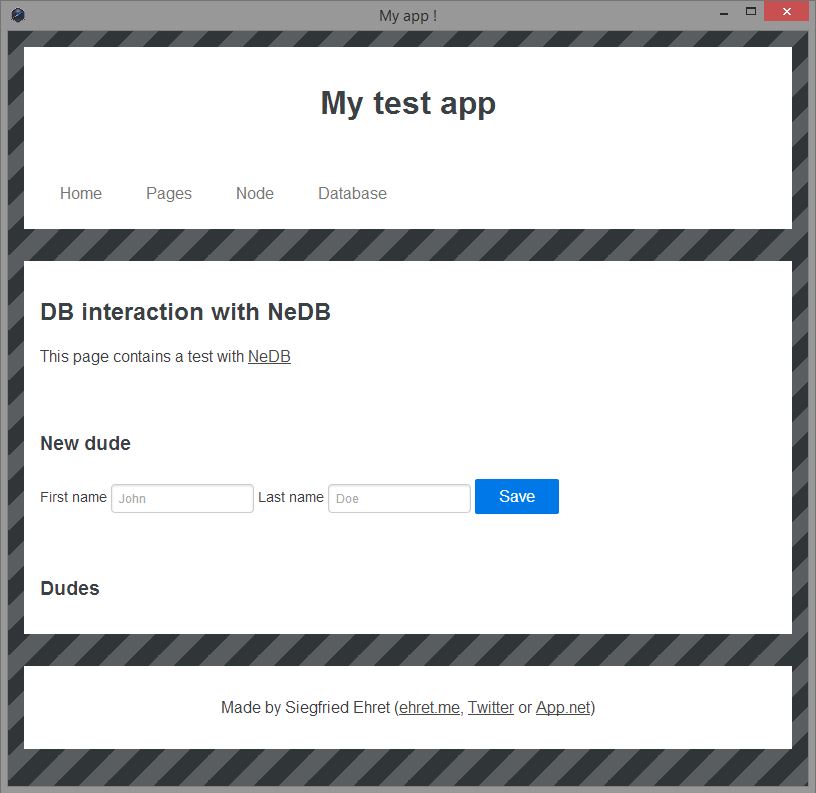 My app !
My test app
Home Pages Node Database
DB interaction with NeDB
This page contains a test with NeDB
New dude
First name John Last name Doe Save
Dudes
Made by Siegfried Ehret (ehret.me, Twitter or App.net)